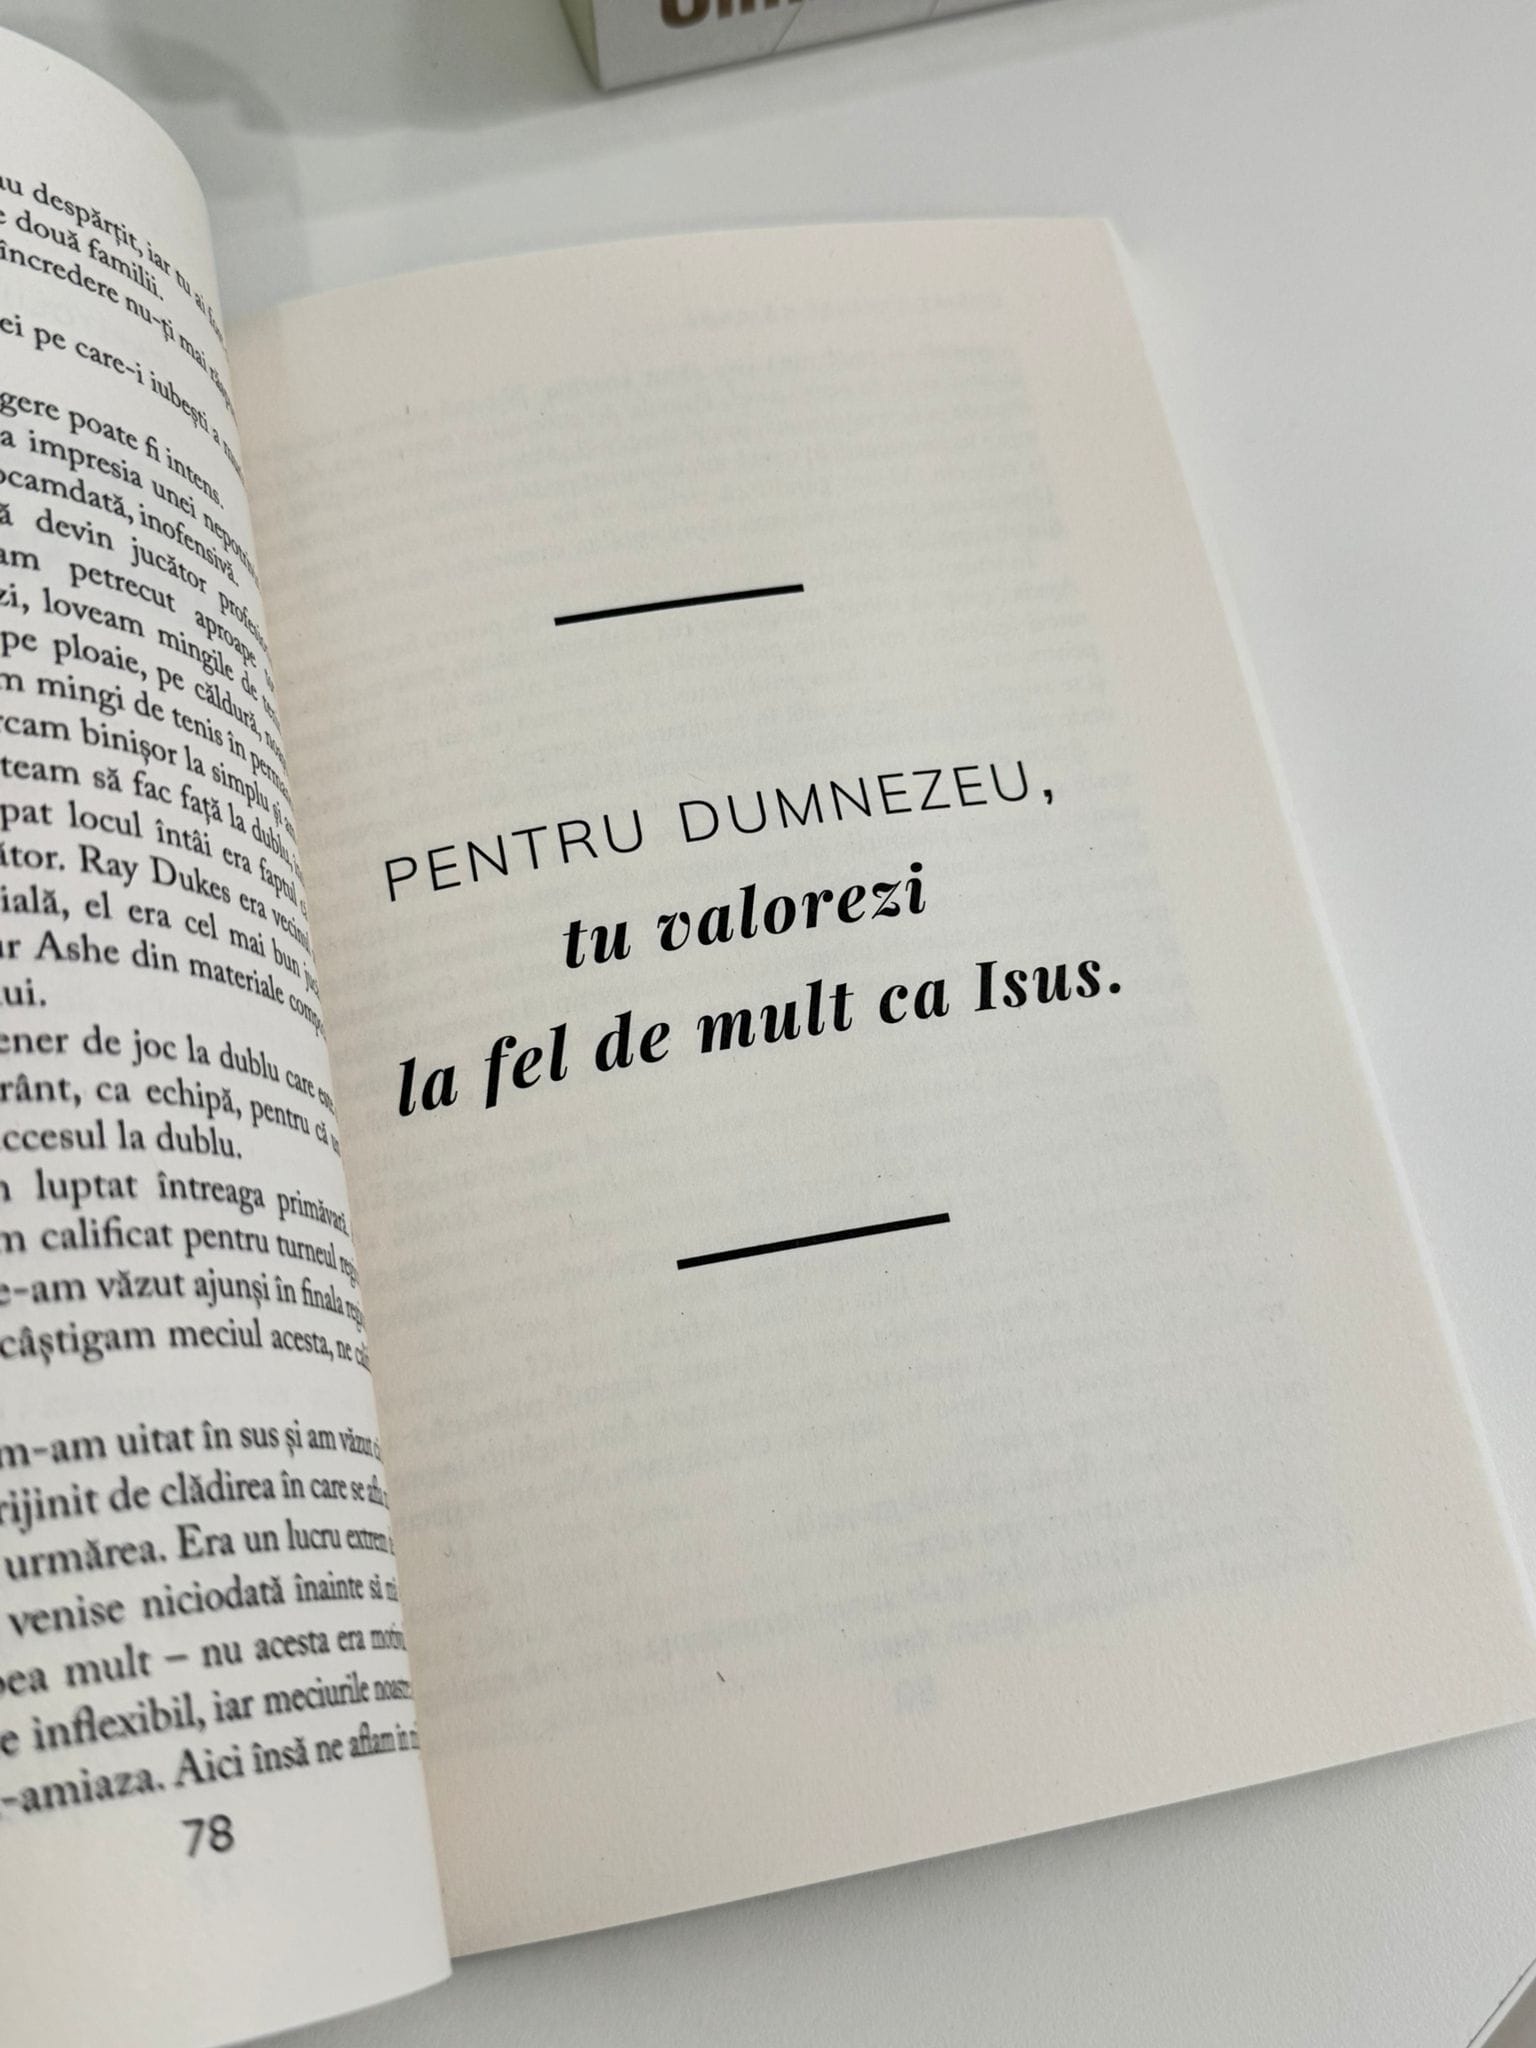 au despărțit, iar tu ai
două familii.
încredere nu-ți mai
ei pe care-i iubești a
gere poate fi intens.
a impresia unei
ocamdată, inofensivă.
ă devin jucător
am petrecut aproape
zi, loveam mingile de
pe ploaie, pe căldură,
m mingi de tenis în
rcam binișor la simplu și
team să fac față la dublu,
pat locul întâi era faptul
ător. Ray Dukes era
ială, el era cel mai bun
ur Ashe din materiale
ui.
ener de joc la dublu care
rânt, ca echipă, pentru că
ccesul la dublu.
luptat întreaga
m calificat pentru turneul
e-am văzut ajunși în finala
câștigam meciul acesta, ne
m-am uitat în sus și am văzut
rijinit de clădirea în care se
urmărea. Era un lucru extrem
venise niciodată înainte și
bea mult – nu acesta era
e inflexibil, iar meciurile
-amiaza. Aici însă ne aflam în
78
PENTRU DUMNEZEU,
tu valorezi
la fel de mult ca Isus.